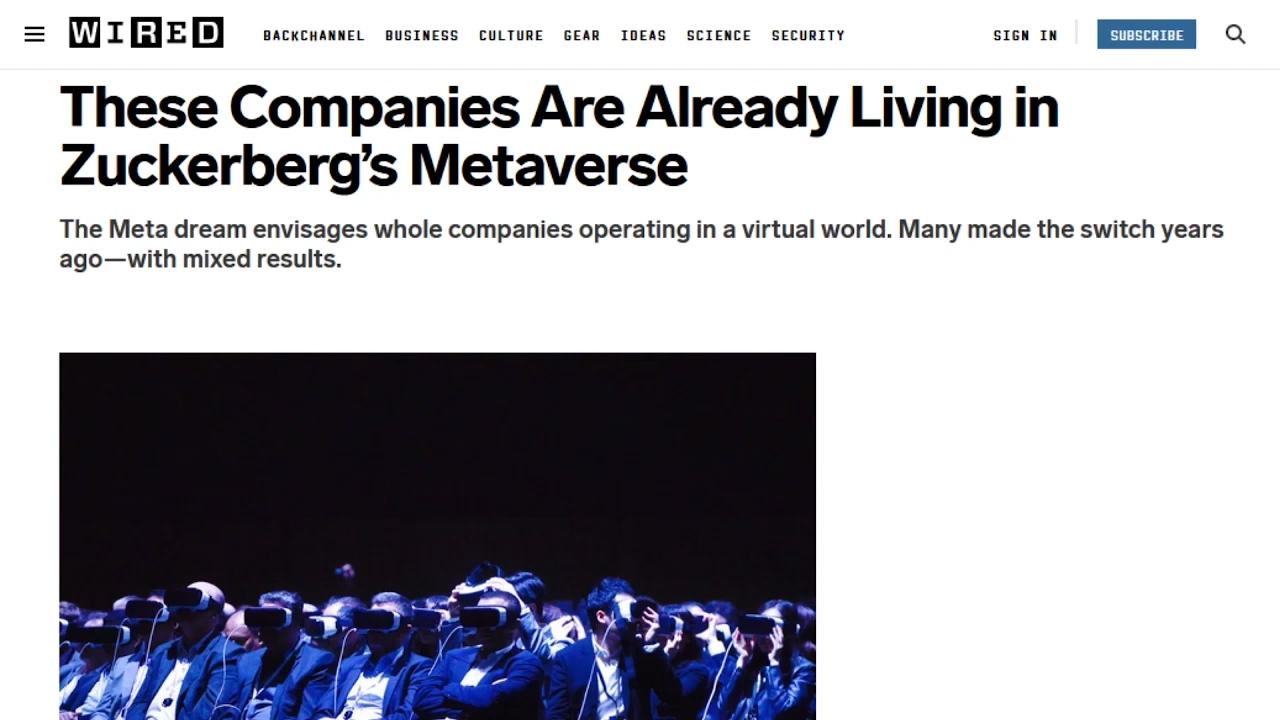 WIRED
BACKCHANNEL BUSINESS CULTURE GEAR IDEAS SCIENCE SECURITY
SIGN IN
SUBSCRIBE
These Companies Are Already Living in
Zuckerberg’s Metaverse
The Meta dream envisages whole companies operating in a virtual world. Many made the switch years
ago—with mixed results.